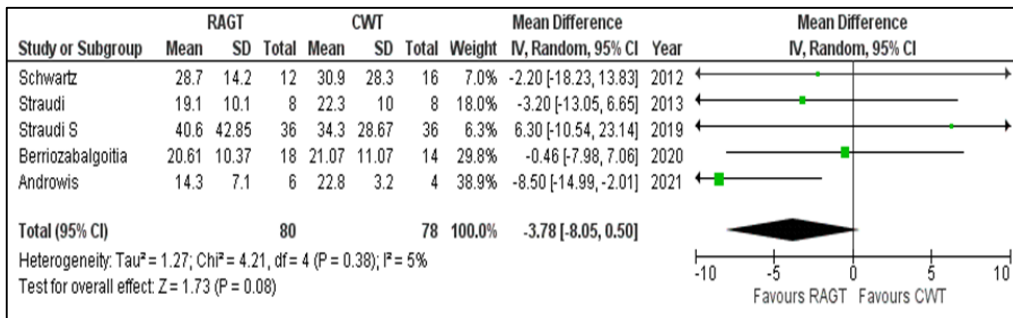 RAGT CWT Mean Difference Mean Difference
Study or Subgroup Mean SD Total Mean SD Total Weight IV, Random, 95% CI Year IV, Random, 95% CI
Schwartz 28.7 14.2 12 30.9 28.3 16 7.0% -2.20 [-18.23, 13.83] 2012
Straudi 19.1 10.1 8 22.3 10 8 18.0% -3.20 [-13.05, 6.65] 2013
Straudi S 40.6 42.85 36 34.3 28.67 36 6.3% 6.30 [-10.54, 23.14] 2019
Berriozabalgoitia 20.61 10.37 18 21.07 11.07 14 29.8% -0.46 [-7.98, 7.06] 2020
Androwis 14.3 7.1 6 22.8 3.2 4 38.9% -8.50 [-14.99, -2.01] 2021
Total (95% CI) 80 78 100.0% -3.78 [-8.05, 0.50]
Heterogeneity: Tau² = 1.27; Chi² = 4.21, df = 4 (P = 0.38); I² = 5%
Test for overall effect: Z = 1.73 (P = 0.08)
-10 -5 0 5 10
Favours RAGT Favours CWT